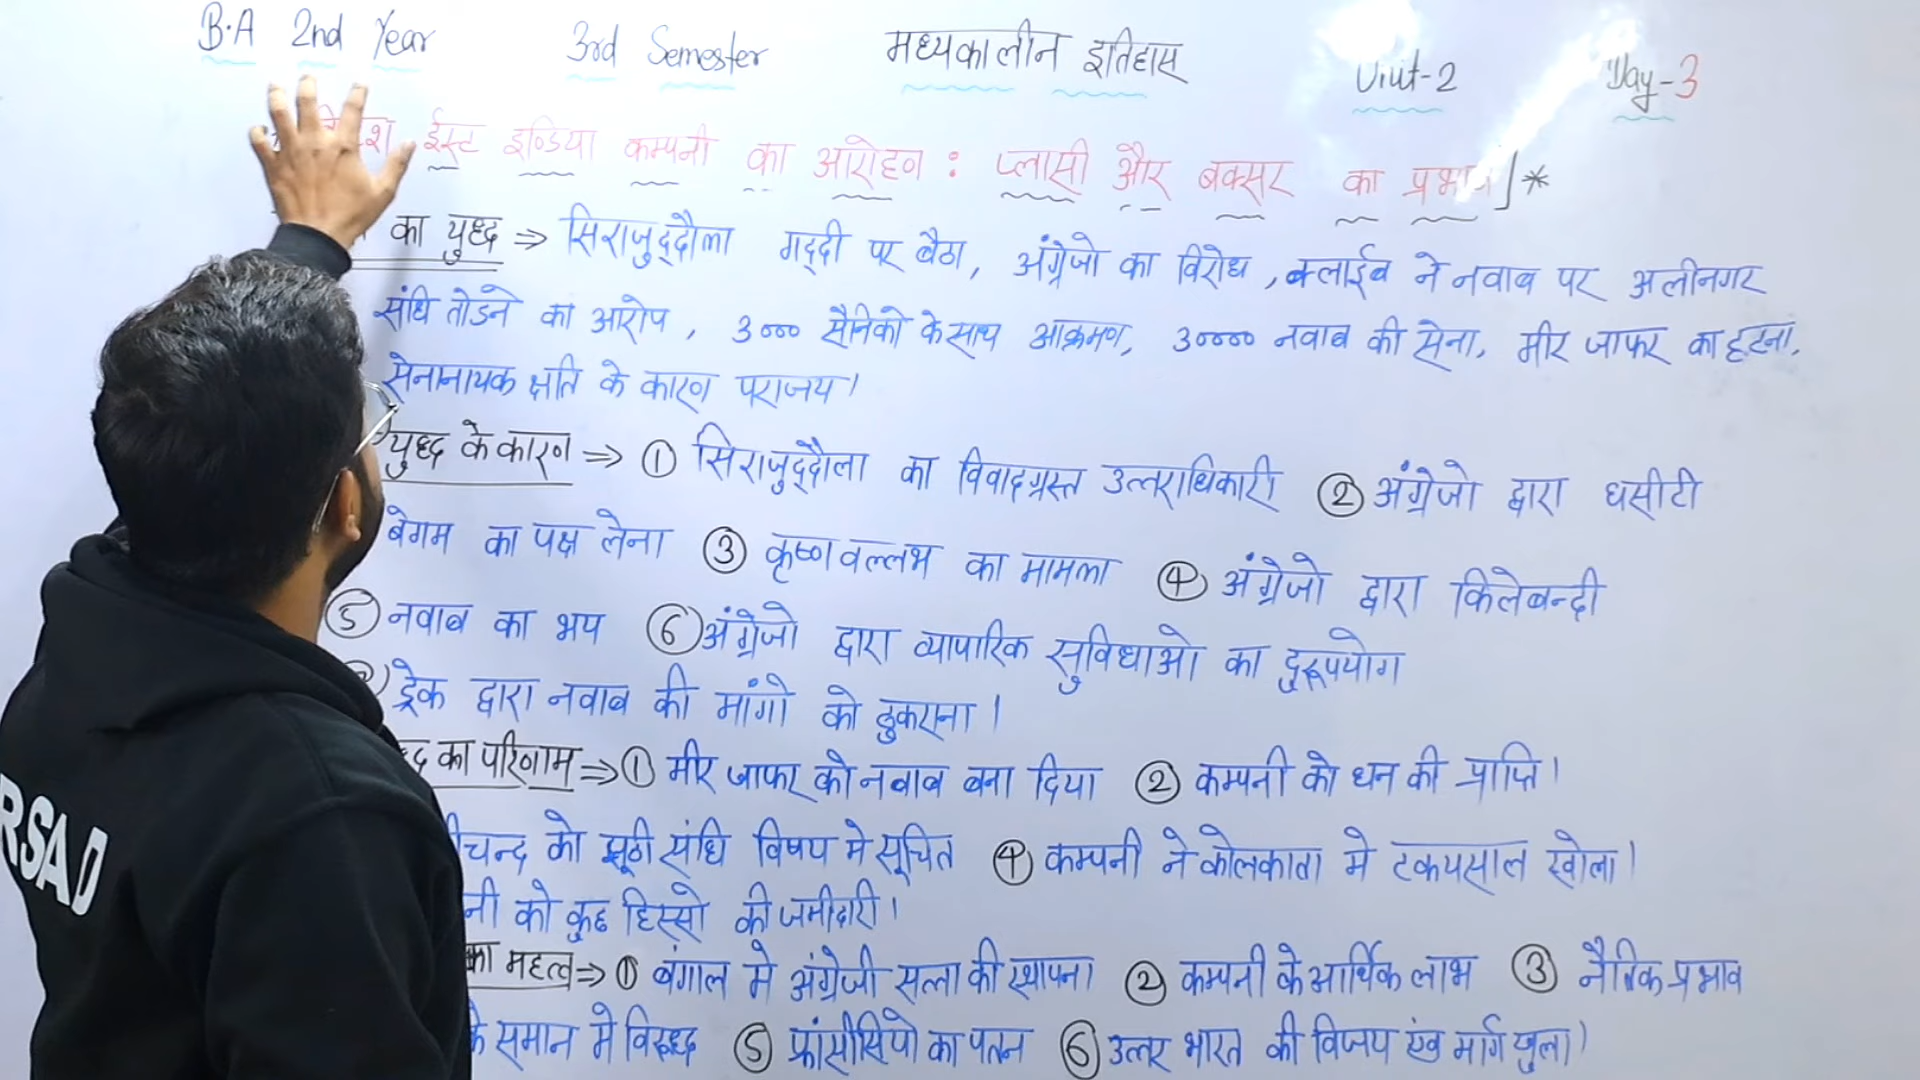 B.A 2nd Year 3rd Semester मध्यकालीन इतिहास Unit-2 Day-3
ईस्ट इण्डिया कम्पनी का आरोहण : प्लासी और बक्सर का प्रभाव]*
का युध्द ⇒ सिराजुद्दौला गद्दी पर बैठा, अंग्रेजो का विरोध, क्लाईव ने नवाब पर अलीनगर
संधि तोडने का आरोप, 3000 सैनिको के साथ आक्रमण, 30000 नवाब की सेना, मीर जाफर का हटना,
सेनानायक क्षति के कारण पराजय।
युध्द के कारण ⇒ ① सिराजुद्दौला का विवादग्रस्त उत्तराधिकारी ② अंग्रेजो द्वारा घसीटी
बेगम का पक्ष लेना ③ कृष्ण वल्लभ का मामला ④ अंग्रेजो द्वारा किलेबन्दी
⑤ नवाब का भय ⑥ अंग्रेजो द्वारा व्यापारिक सुविधाओ का दुरूपयोग
ड्रेक द्वारा नवाब की मांगो को ठुकराना।
का परिणाम ⇒ ① मीर जाफर को नवाब बना दिया ② कम्पनी को धन की प्राप्ति।
चन्द को झूठी संधि विषय मे सूचित ④ कम्पनी ने कोलकाता मे टकयसाल खोला।
नी को कुछ हिस्सो की जमीदारी।
का महत्व ⇒ ① बंगाल मे अंग्रेजी सत्ता की स्थापना ② कम्पनी के आर्थिक लाभ ③ नैतिक प्रभाव
के समान मे विरुध्द ⑤ फ्रांसीसियो का पतन ⑥ उत्तर भारत की विजय एंव मार्ग खुला।
RSAD